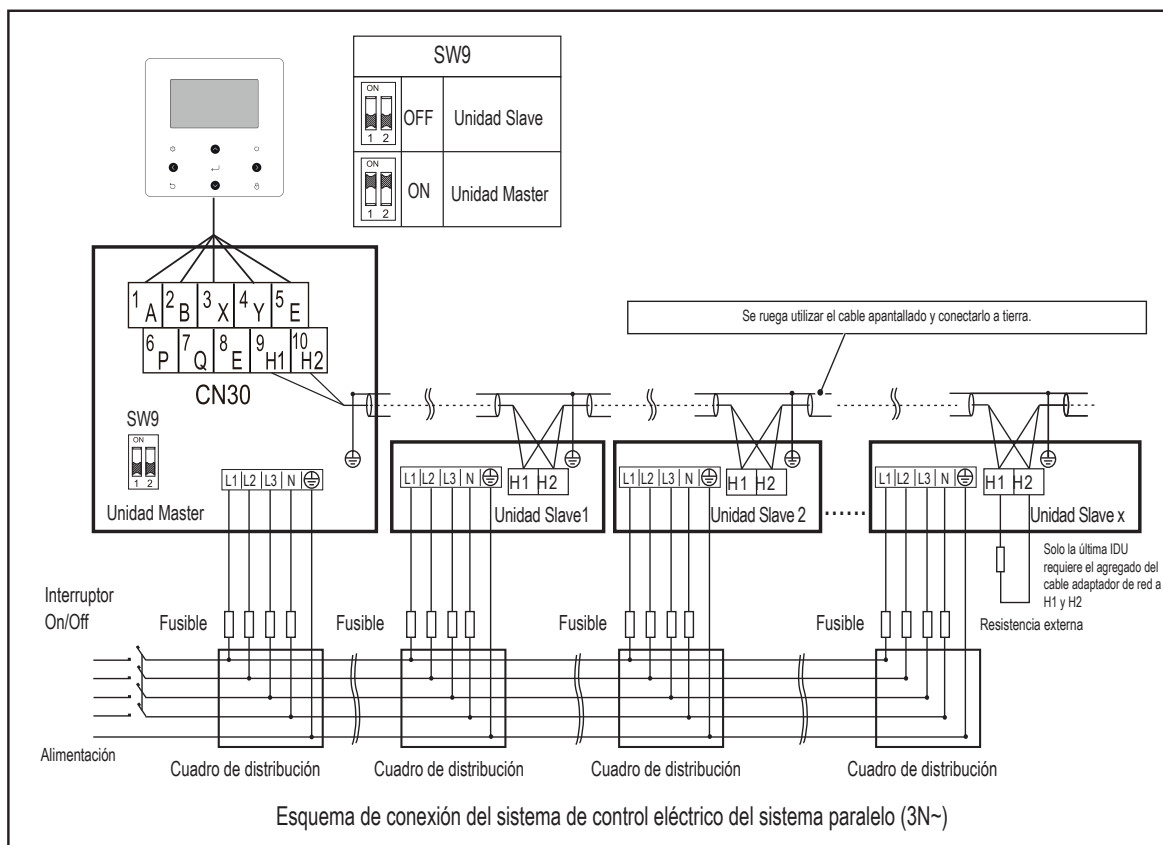 SW9
ON
1 2
OFF
Unidad Slave
ON
1 2
ON
Unidad Master
1 A
2 B
3 X
4 Y
5 E
6 P
7 Q
8 E
9 H1
10 H2
CN30
Se ruega utilizar el cable apantallado y conectarlo a tierra.
SW9
ON
1 2
Unidad Master
L1 L2 L3 N
L1 L2 L3 N
H1 H2
Unidad Slave1
L1 L2 L3 N
H1 H2
Unidad Slave 2
......
L1 L2 L3 N
H1 H2
Unidad Slave x
Solo la última IDU
requiere el agregado del
cable adaptador de red a
H1 y H2
Resistencia externa
Interruptor
On/Off
Fusible
Fusible
Fusible
Fusible
Alimentación
Cuadro de distribución
Cuadro de distribución
Cuadro de distribución
Cuadro de distribución
Esquema de conexión del sistema de control eléctrico del sistema paralelo (3N~)